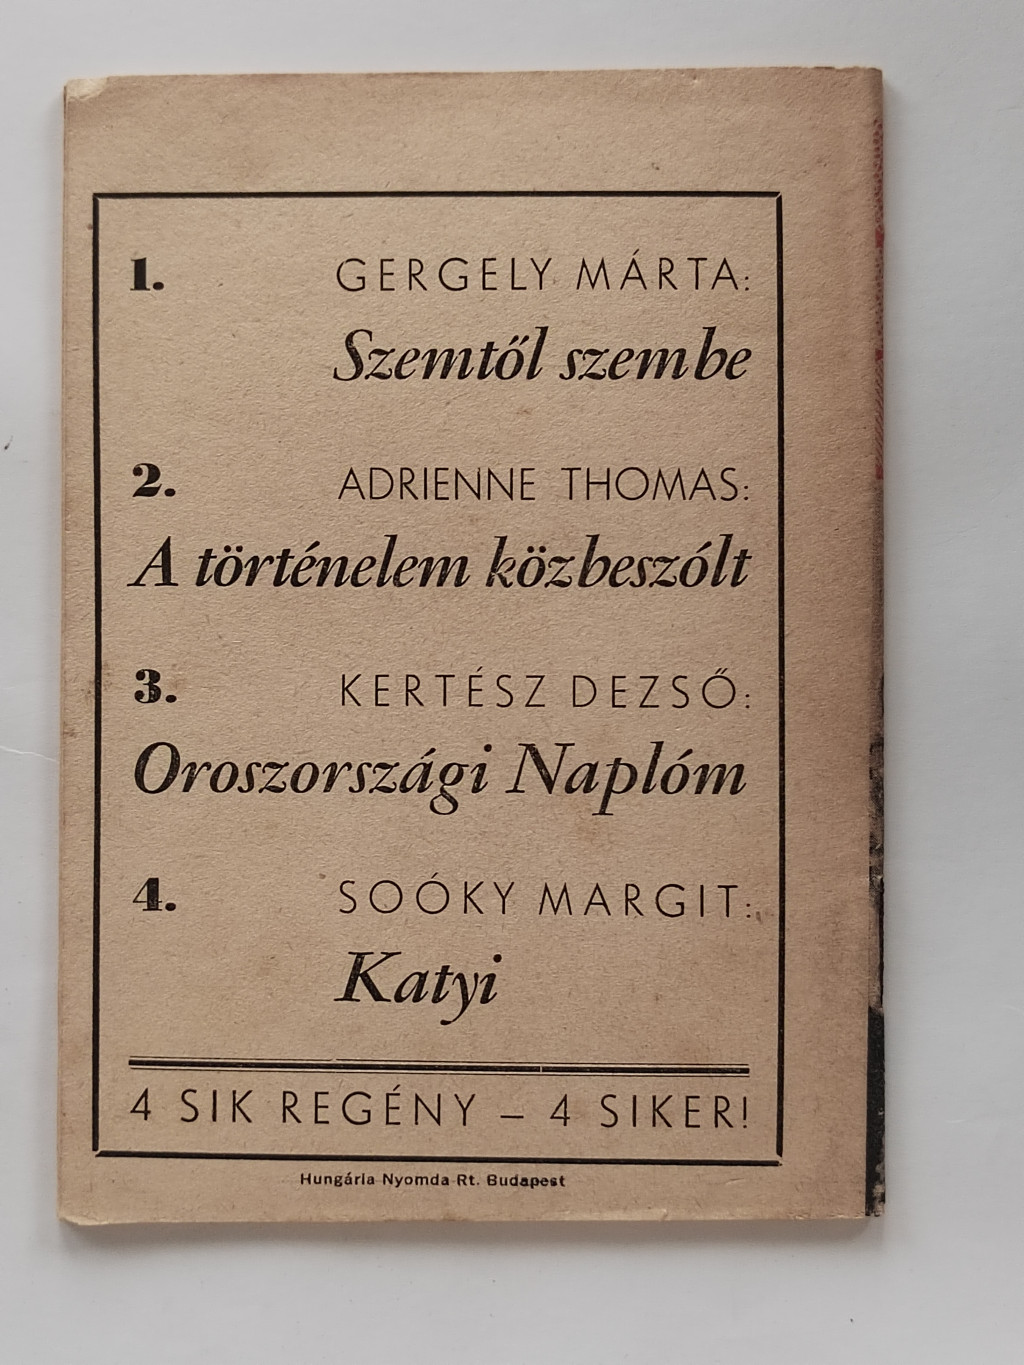 1.
GERGELY MÁRTA:
Szemtől szembe
2.
ADRIENNE THOMAS:
A történelem közbeszólt
3.
KERTÉSZ DEZSŐ:
Oroszországi Naplóm
4.
SOÓKY MARGIT:
Katyi
4 SIK REGÉNY – 4 SIKER!
Hungária Nyomda Rt. Budapest